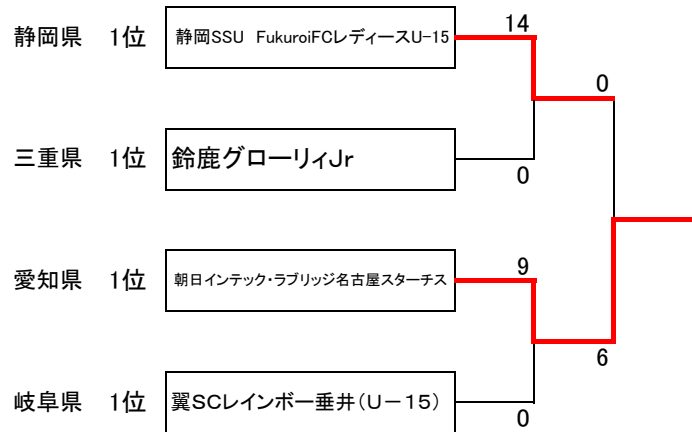 静岡県　1位　静岡SSU　FukuroiFCレディースU-15　14
0
三重県　1位　鈴鹿グローリィJr　0
愛知県　1位　朝日インテック・ラブリッジ名古屋スターチス　9
6
岐阜県　1位　翼SCレインボー垂井(U－15)　0